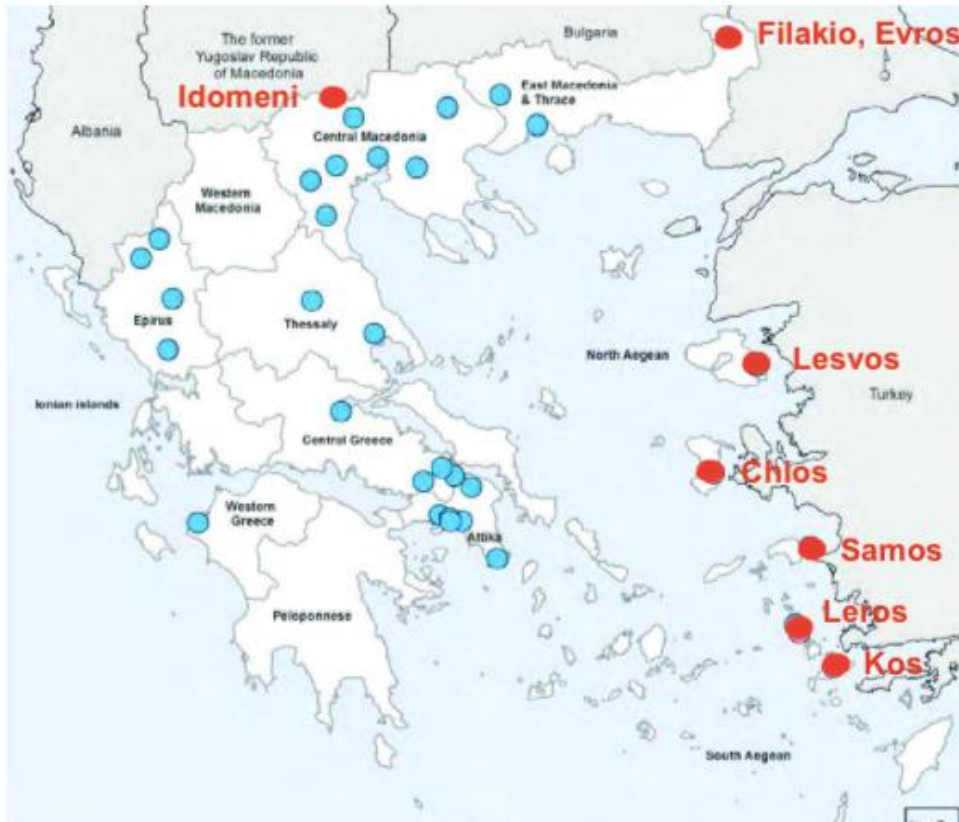 Bulgaria
Filakio, Evros
The former
Yugoslav Republic
of Macedonia
Idomeni
East Macedonia
& Thrace
Albania
Central Macedonia
Western
Macedonia
Epirus
Thessaly
North Aegean
Lesvos
Turkey
Ionian islands
Central Greece
Chios
Western
Greece
Attika
Samos
Peloponnese
Leros
Kos
South Aegean